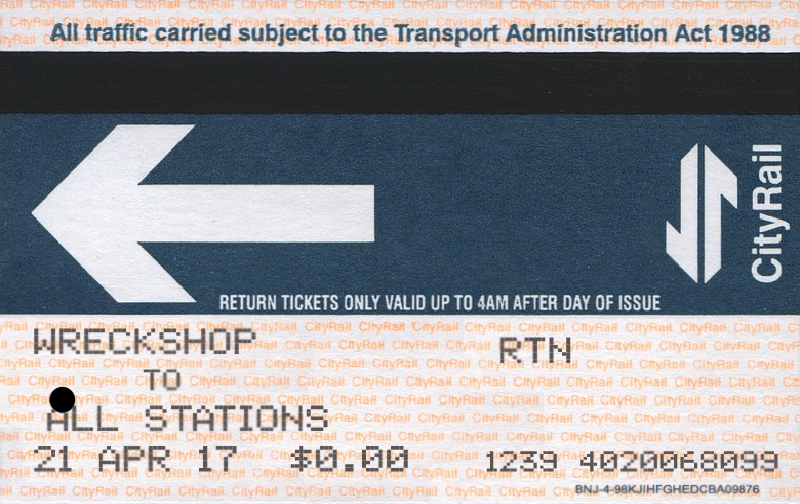 All traffic carried subject to the Transport Administration Act 1988
CityRail
RETURN TICKETS ONLY VALID UP TO 4AM AFTER DAY OF ISSUE
WRECKSHOP RTN
TO
ALL STATIONS
21 APR 17 $0.00 1239 4020068099
BNJ-4-98KJIHFGHEDCBA09876